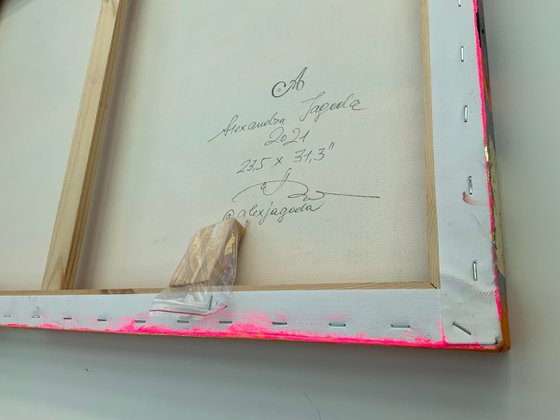 A
Alexandra Jagoda
2021
23,5 x 31,3"
@alexjagoda